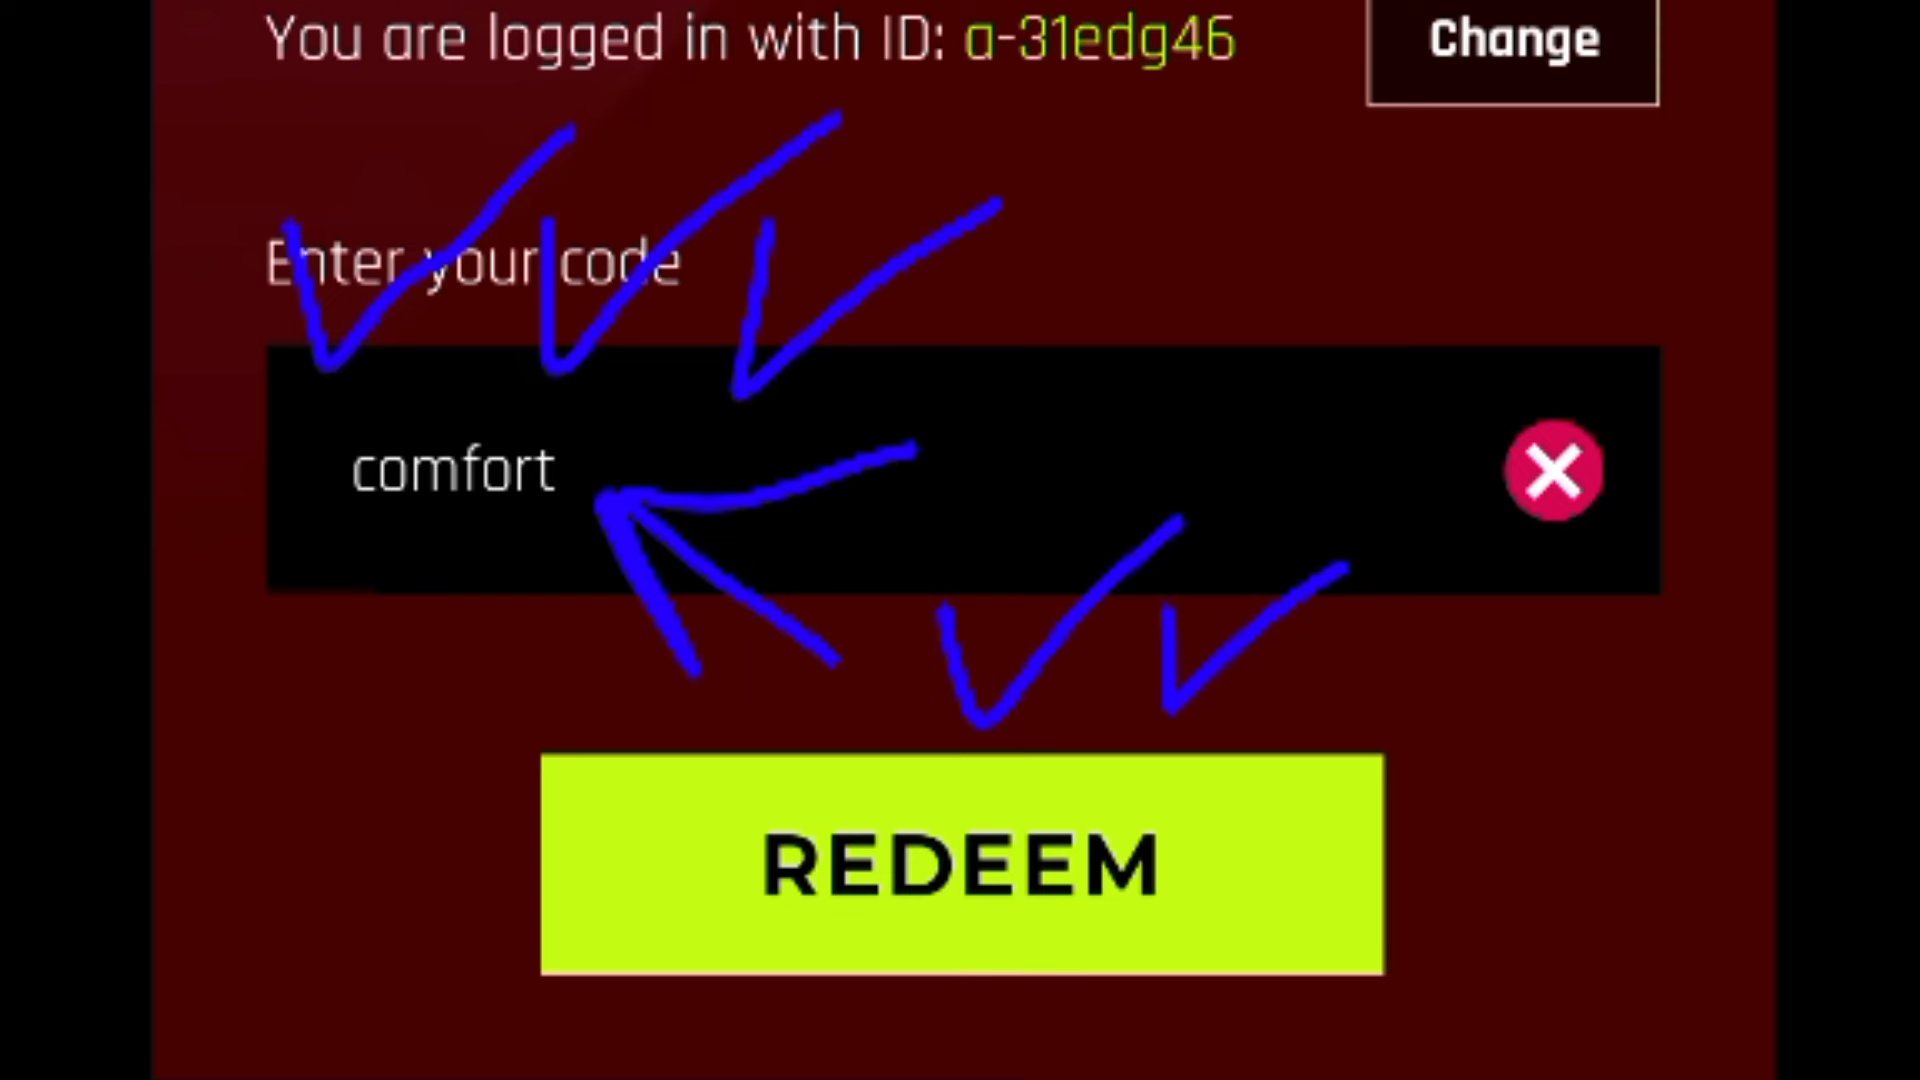 You are logged in with ID: a-31edg46
Change
Enter your code
comfort
REDEEM